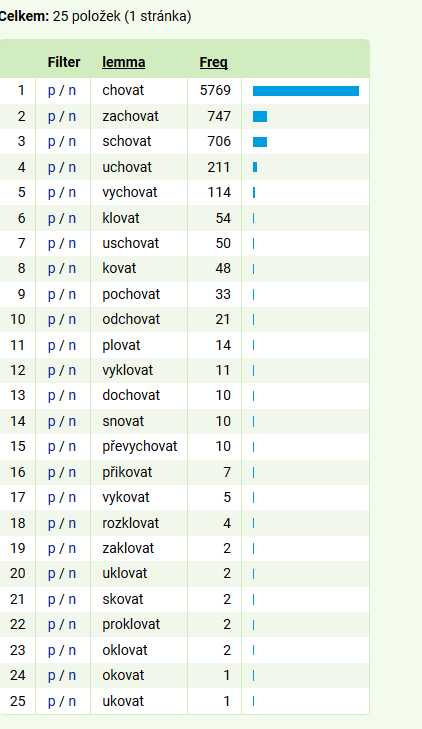 Celkem: 25 položek (1 stránka)
Filter lemma Freq
1 p / n chovat 5769
2 p / n zachovat 747
3 p / n schovat 706
4 p / n uchovat 211
5 p / n vychovat 114
6 p / n klovat 54
7 p / n uschovat 50
8 p / n kovat 48
9 p / n pochovat 33
10 p / n odchovat 21
11 p / n plovat 14
12 p / n vyklovat 11
13 p / n dochovat 10
14 p / n snovat 10
15 p / n převychovat 10
16 p / n přikovat 7
17 p / n vykovat 5
18 p / n rozklovat 4
19 p / n zaklovat 2
20 p / n uklovat 2
21 p / n skovat 2
22 p / n proklovat 2
23 p / n oklovat 2
24 p / n okovat 1
25 p / n ukovat 1